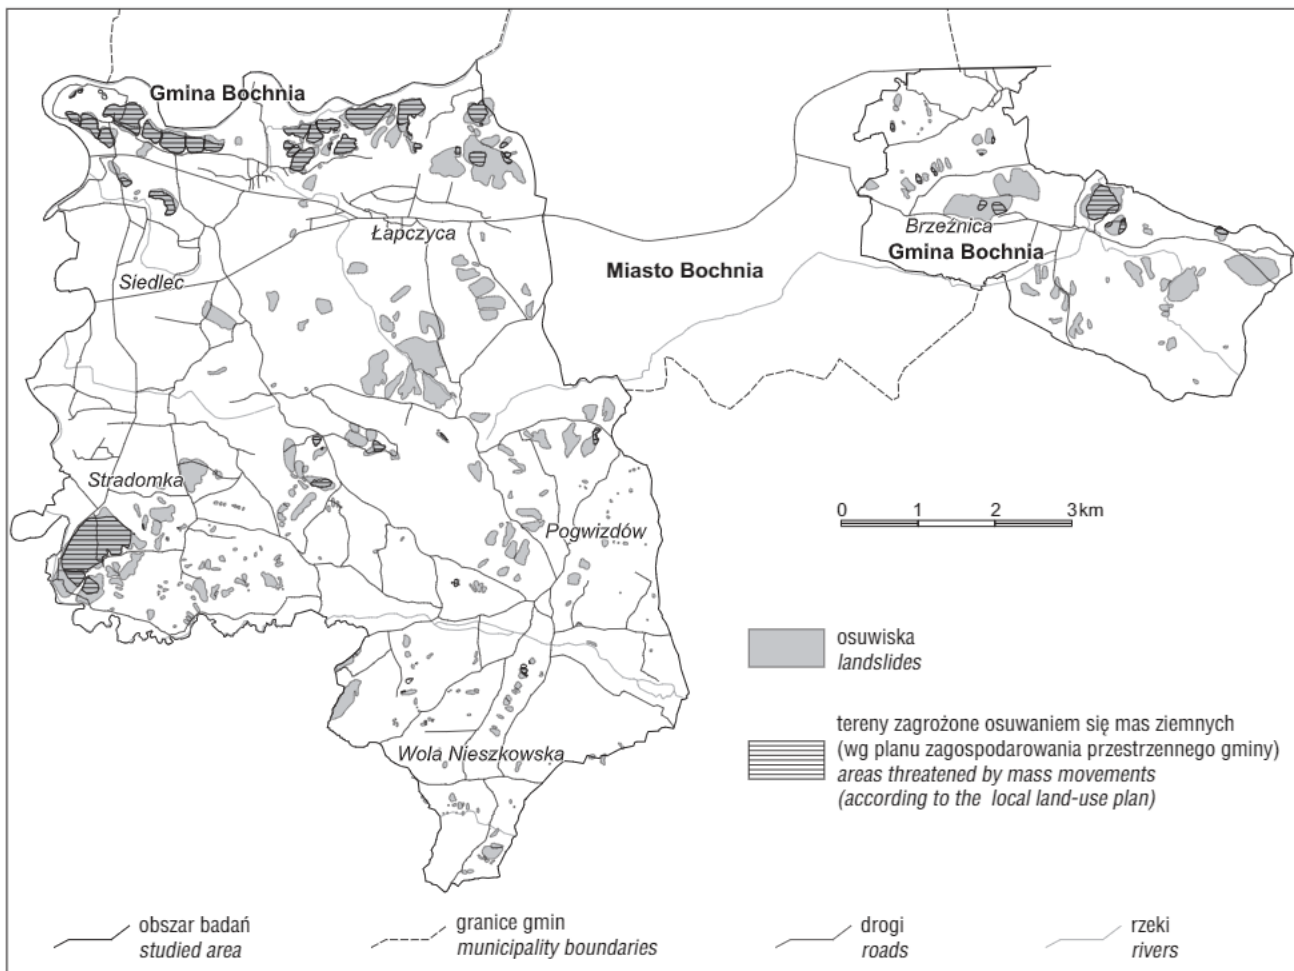 Gmina Bochnia
Łapczyca
Siedlec
Miasto Bochnia
Brzeźnica
Gmina Bochnia
Stradomka
Pogwizdów
Wola Nieszkowska
0 1 2 3 km
osuwiska
landslides
tereny zagrożone osuwaniem się mas ziemnych
(wg planu zagospodarowania przestrzennego gminy)
areas threatened by mass movements
(according to the local land-use plan)
obszar badań
studied area
granice gmin
municipality boundaries
drogi
roads
rzeki
rivers